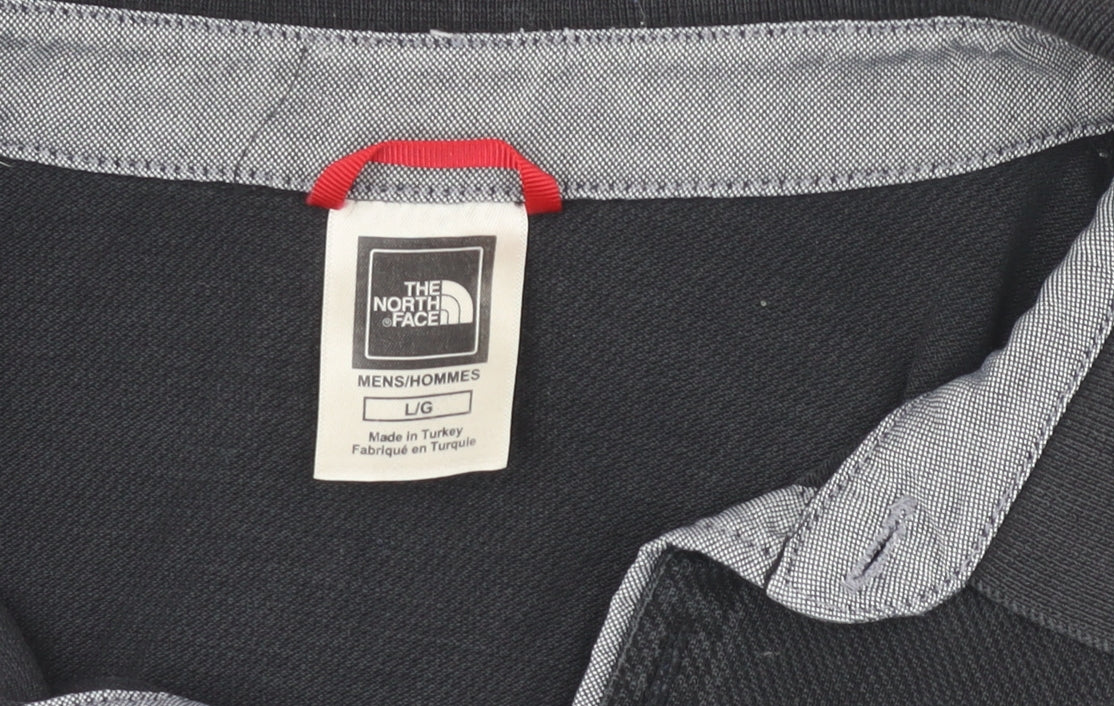 THE
NORTH
®FACE
MENS/HOMMES
L/G
Made in Turkey
Fabriqué en Turquie